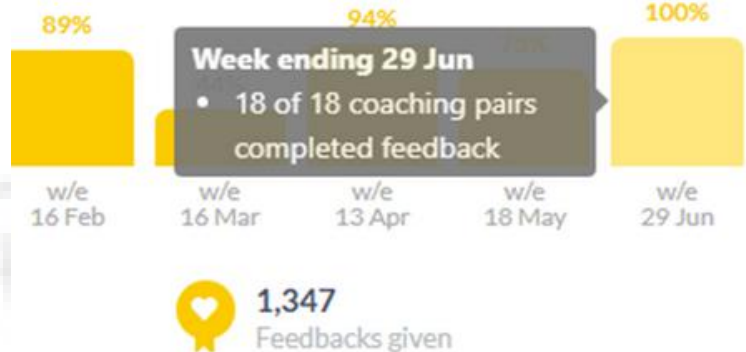 89%
94%
100%
Week ending 29 Jun
• 18 of 18 coaching pairs
completed feedback
w/e
16 Feb
w/e
16 Mar
w/e
13 Apr
w/e
18 May
w/e
29 Jun
1,347
Feedbacks given